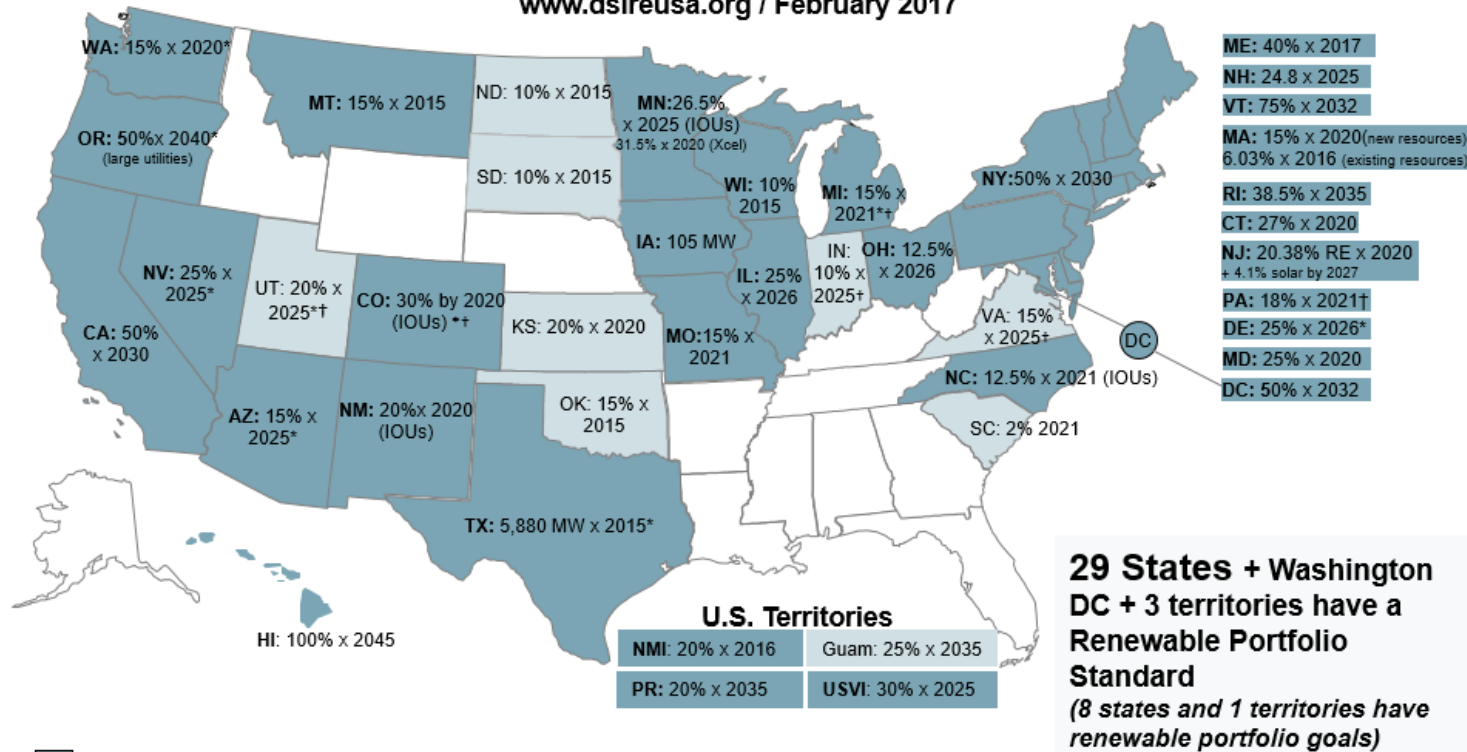 www.dsireusa.org / February 2017
WA: 15% x 2020*
OR: 50%x 2040*
(large utilities)
CA: 50%
x 2030
NV: 25% x
2025*
MT: 15% x 2015
UT: 20% x
2025*†
AZ: 15% x
2025*
CO: 30% by 2020
(IOUs) *†
NM: 20%x 2020
(IOUs)
ND: 10% x 2015
SD: 10% x 2015
KS: 20% x 2020
OK: 15% x
2015
TX: 5,880 MW x 2015*
HI: 100% x 2045
MN:26.5%
x 2025 (IOUs)
31.5% x 2020 (Xcel)
IA: 105 MW
MO:15% x
2021
WI: 10%
2015
IL: 25%
x 2026
MI: 15% x
2021*†
IN:
10% x
2025†
OH: 12.5%
x 2026
NY:50% x 2030
VA: 15%
x 2025†
NC: 12.5% x 2021 (IOUs)
SC: 2% 2021
DC
ME: 40% x 2017
NH: 24.8 x 2025
VT: 75% x 2032
MA: 15% x 2020(new resources)
6.03% x 2016 (existing resources)
RI: 38.5% x 2035
CT: 27% x 2020
NJ: 20.38% RE x 2020
+ 4.1% solar by 2027
PA: 18% x 2021†
DE: 25% x 2026*
MD: 25% x 2020
DC: 50% x 2032
U.S. Territories
NMI: 20% x 2016
Guam: 25% x 2035
PR: 20% x 2035
USVI: 30% x 2025
29 States + Washington
DC + 3 territories have a
Renewable Portfolio
Standard
(8 states and 1 territories have
renewable portfolio goals)